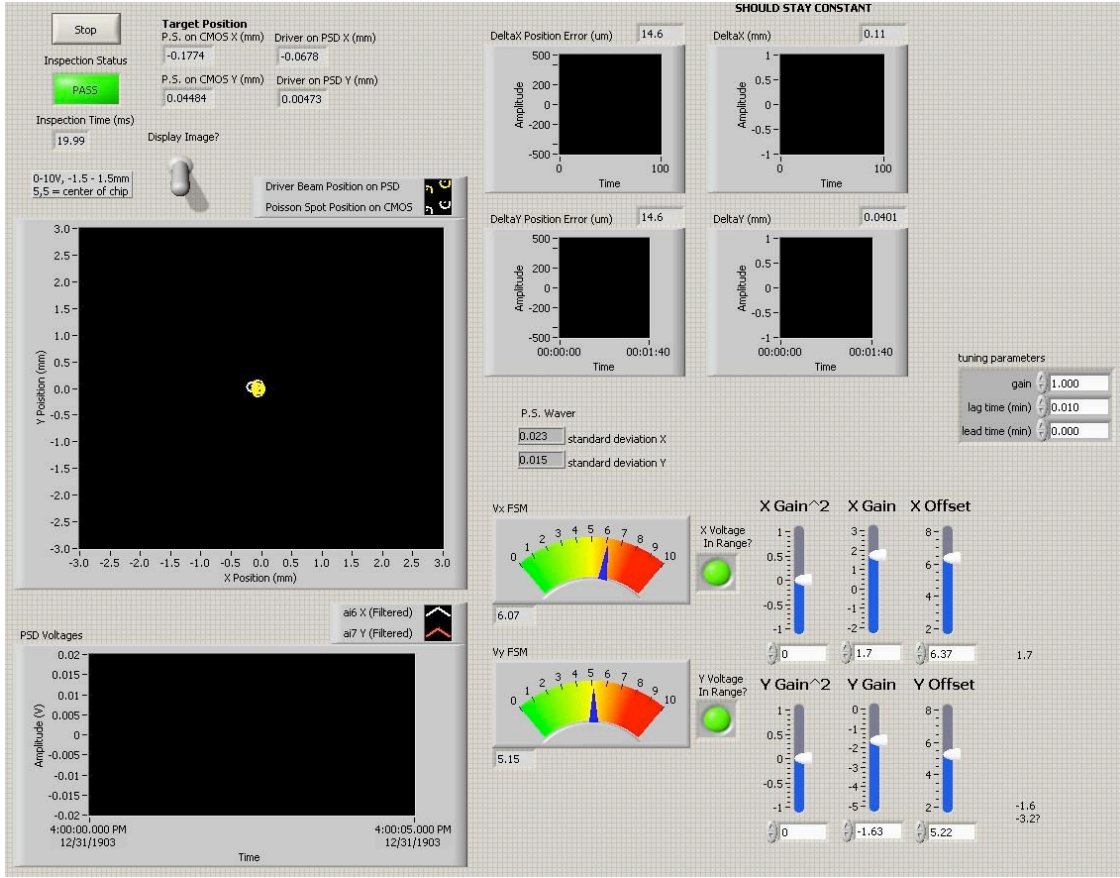 SHOULD STAY CONSTANT
Stop
Target Position
P.S. on CMOS X (mm) Driver on PSD X (mm)
-0.1774 -0.0678
Inspection Status
PASS
P.S. on CMOS Y (mm) Driver on PSD Y (mm)
0.04484 0.00473
Inspection Time (ms)
19.99
Display Image?
0-10V, -1.5 - 1.5mm
5,5 = center of chip
Driver Beam Position on PSD
Poisson Spot Position on CMOS
3.0
2.5
2.0
1.5
1.0
0.5
0.0
-0.5
-1.0
-1.5
-2.0
-2.5
-3.0
Y Poisition (mm)
-3.0 -2.5 -2.0 -1.5 -1.0 -0.5 0.0 0.5 1.0 1.5 2.0 2.5 3.0
X Position (mm)
PSD Voltages
ai6 X (Filtered)
ai7 Y (Filtered)
0.02
0.015
0.01
0.005
0
-0.005
-0.01
-0.015
-0.02
Amplitude (V)
4:00:00.000 PM 4:00:05.000 PM
12/31/1903 12/31/1903
Time
DeltaX Position Error (um) 14.6
500
200
0
-200
-500
Amplitude
0 100
Time
DeltaX (mm) 0.11
1
0.5
0
-0.5
-1
Amplitude
0 100
Time
DeltaY Position Error (um) 14.6
500
200
0
-200
-500
Amplitude
00:00:00 00:01:40
Time
DeltaY (mm) 0.0401
1
0.5
0
-0.5
-1
Amplitude
00:00:00 00:01:40
Time
tuning parameters
gain 1.000
lag time (min) 0.010
lead time (min) 0.000
P.S. Waver
0.023 standard deviation X
0.015 standard deviation Y
Vx FSM
0 1 2 3 4 5 6 7 8 9 10
6.07
X Voltage
In Range?
X Gain^2 X Gain X Offset
1
0.5
0
-0.5
-1
0
3
2
1
0
-1
-2
1.7
8
6
4
2
6.37
1.7
Vy FSM
0 1 2 3 4 5 6 7 8 9 10
5.15
Y Voltage
In Range?
Y Gain^2 Y Gain Y Offset
1
0.5
0
-0.5
-1
0
0
-1
-2
-3
-4
-5
-1.63
8
6
4
2
5.22
-1.6
-3.2?